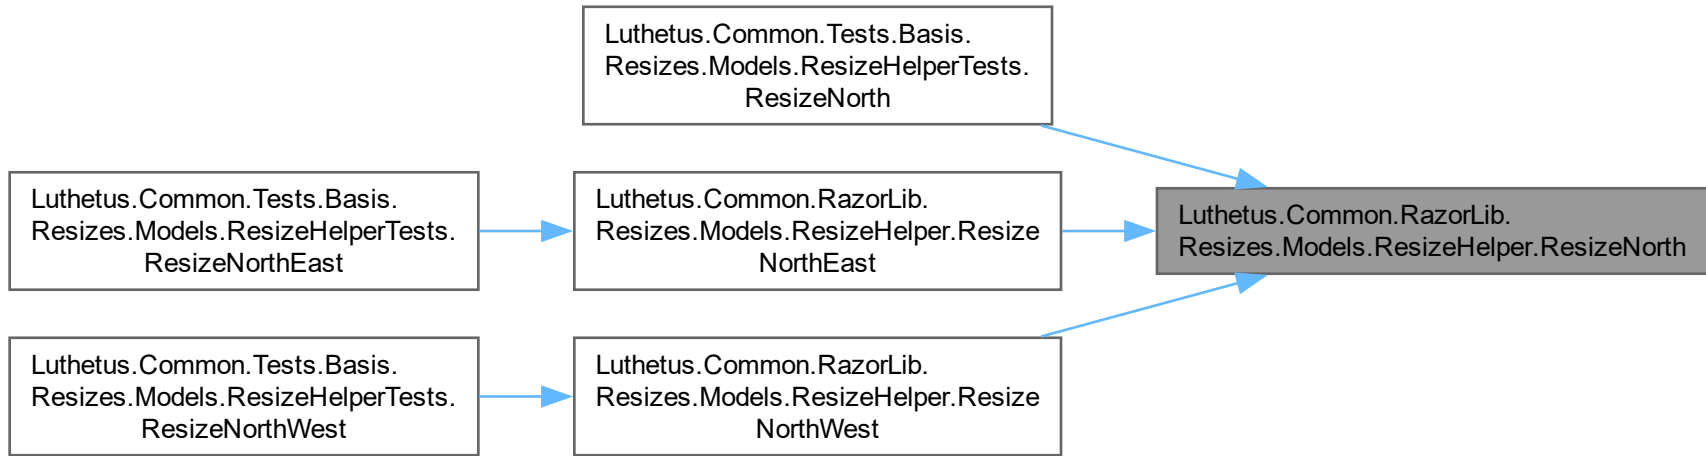 Luthetus.Common.Tests.Basis.
Resizes.Models.ResizeHelperTests.
ResizeNorth
Luthetus.Common.Tests.Basis.
Resizes.Models.ResizeHelperTests.
ResizeNorthEast
Luthetus.Common.RazorLib.
Resizes.Models.ResizeHelper.Resize
NorthEast
Luthetus.Common.RazorLib.
Resizes.Models.ResizeHelper.ResizeNorth
Luthetus.Common.Tests.Basis.
Resizes.Models.ResizeHelperTests.
ResizeNorthWest
Luthetus.Common.RazorLib.
Resizes.Models.ResizeHelper.Resize
NorthWest